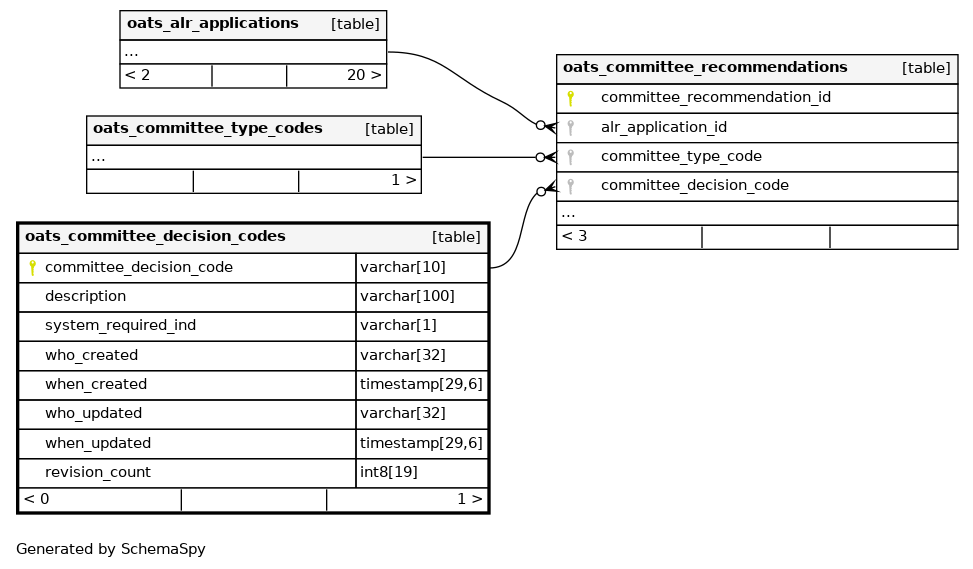 oats_alr_applications [table]
...
< 2 20 >
oats_committee_type_codes [table]
...
1 >
oats_committee_decision_codes [table]
committee_decision_code varchar[10]
description varchar[100]
system_required_ind varchar[1]
who_created varchar[32]
when_created timestamp[29,6]
who_updated varchar[32]
when_updated timestamp[29,6]
revision_count int8[19]
< 0 1 >
oats_committee_recommendations [table]
committee_recommendation_id
alr_application_id
committee_type_code
committee_decision_code
...
< 3
Generated by SchemaSpy